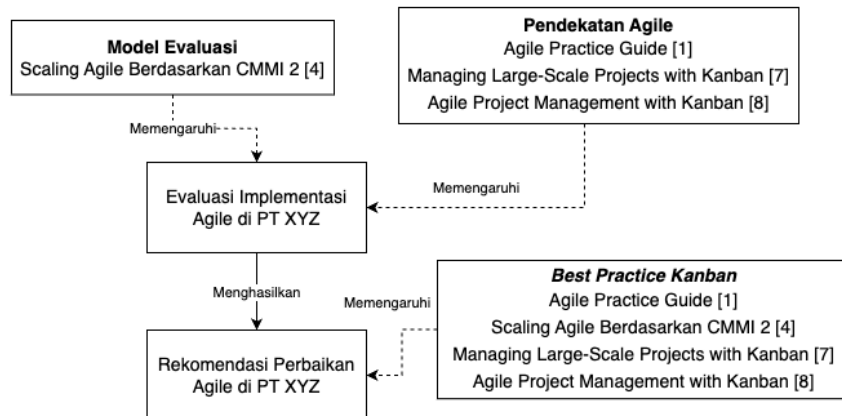 Model Evaluasi
Scaling Agile Berdasarkan CMMI 2 [4]
Pendekatan Agile
Agile Practice Guide [1]
Managing Large-Scale Projects with Kanban [7]
Agile Project Management with Kanban [8]
Memengaruhi
Evaluasi Implementasi
Agile di PT XYZ
Memengaruhi
Menghasilkan
Memengaruhi
Best Practice Kanban
Agile Practice Guide [1]
Scaling Agile Berdasarkan CMMI 2 [4]
Managing Large-Scale Projects with Kanban [7]
Agile Project Management with Kanban [8]
Rekomendasi Perbaikan
Agile di PT XYZ